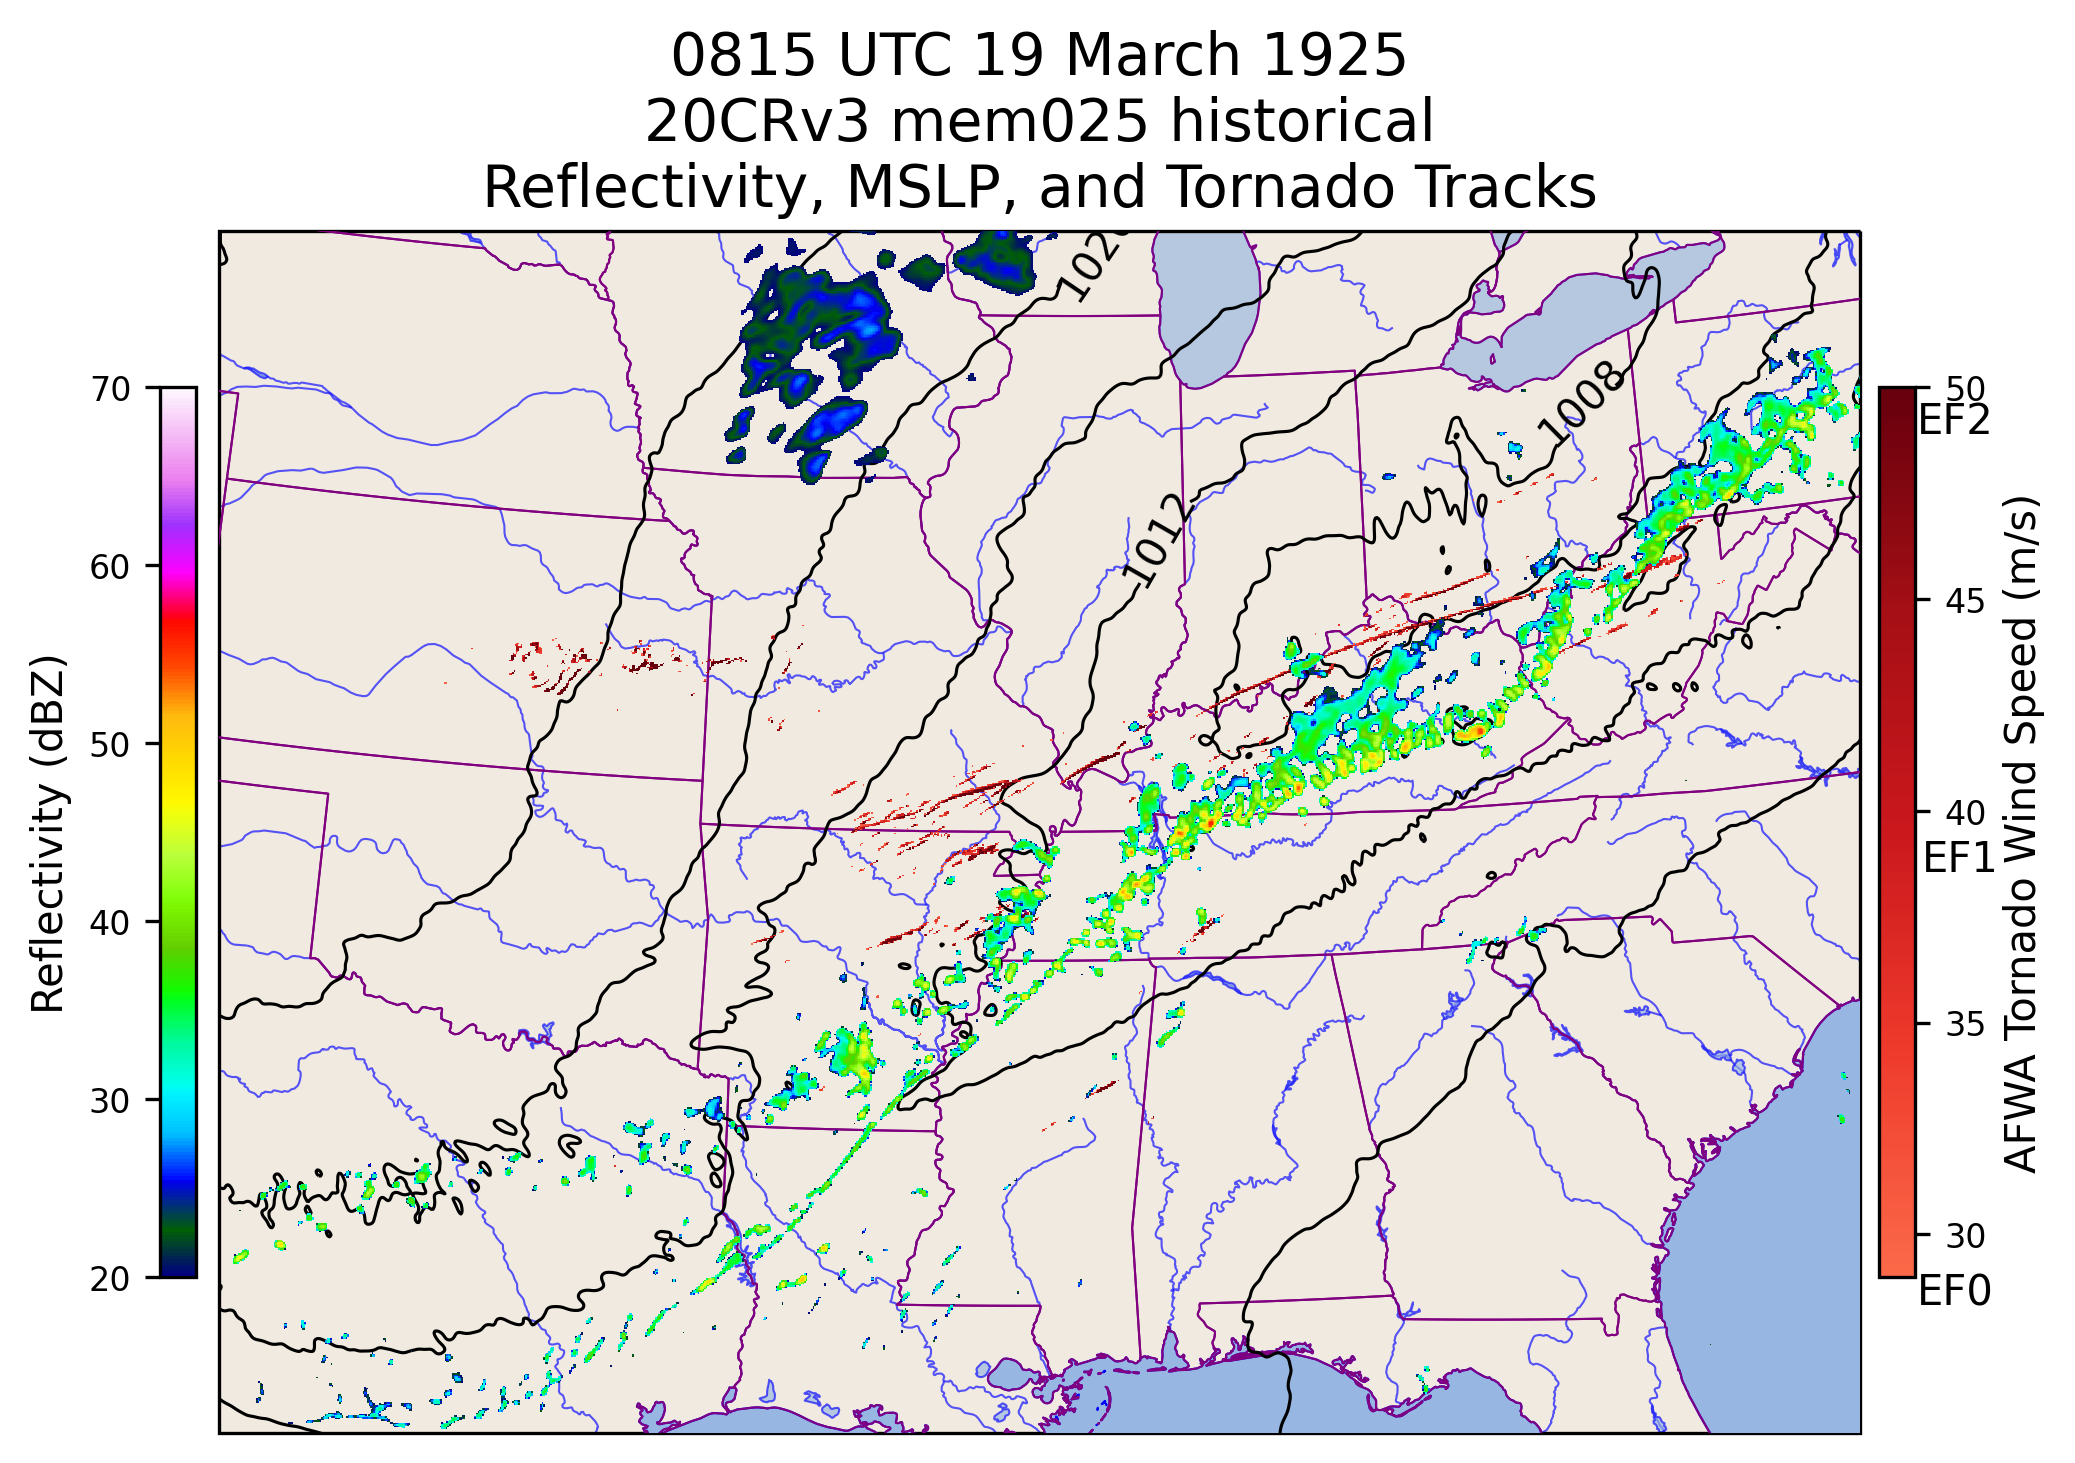 0815 UTC 19 March 1925
20CRv3 mem025 historical
Reflectivity, MSLP, and Tornado Tracks
1008
1012
70
60
50
40
30
20
Reflectivity (dBZ)
50
EF2
45
40
EF1
35
30
EF0
AFWA Tornado Wind Speed (m/s)